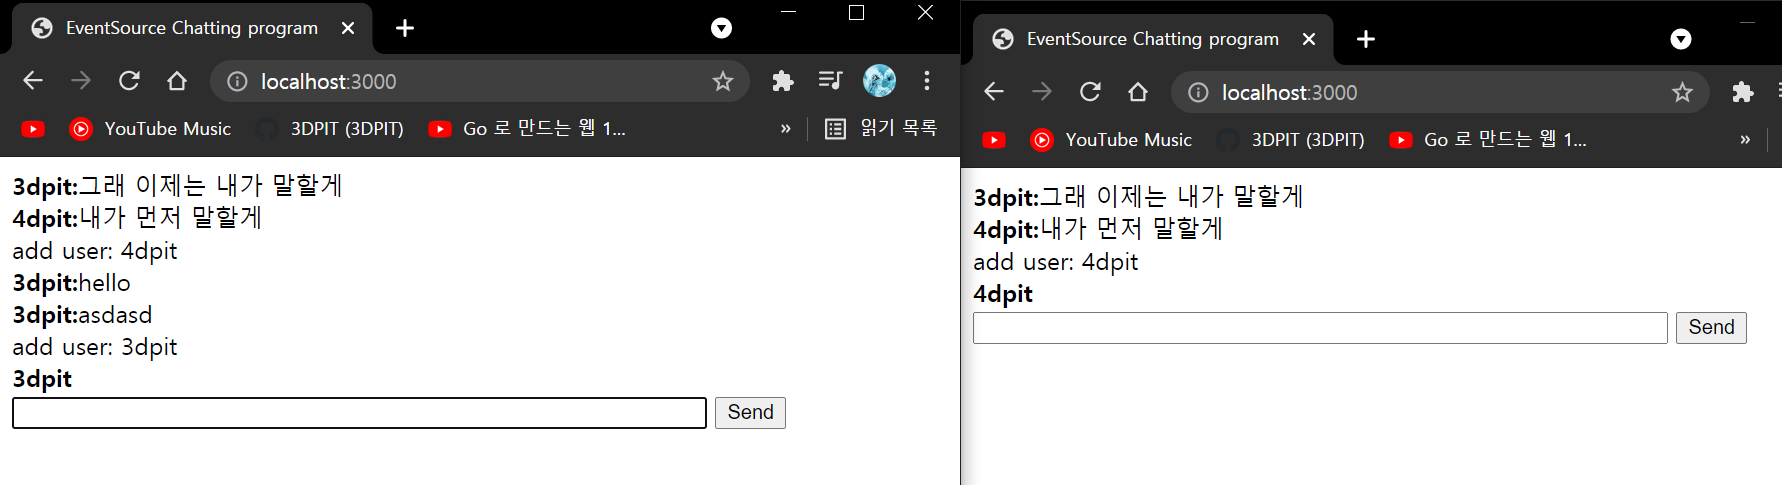 EventSource Chatting program
localhost:3000
YouTube Music 3DPIT (3DPIT) Go 로 만드는 웹 1... » 읽기 목록
3dpit:그래 이제는 내가 말할게
4dpit:내가 먼저 말할게
add user: 4dpit
3dpit:hello
3dpit:asdasd
add user: 3dpit
3dpit
Send
EventSource Chatting program
localhost:3000
YouTube Music 3DPIT (3DPIT) Go 로 만드는 웹 1... »
3dpit:그래 이제는 내가 말할게
4dpit:내가 먼저 말할게
add user: 4dpit
4dpit
Send